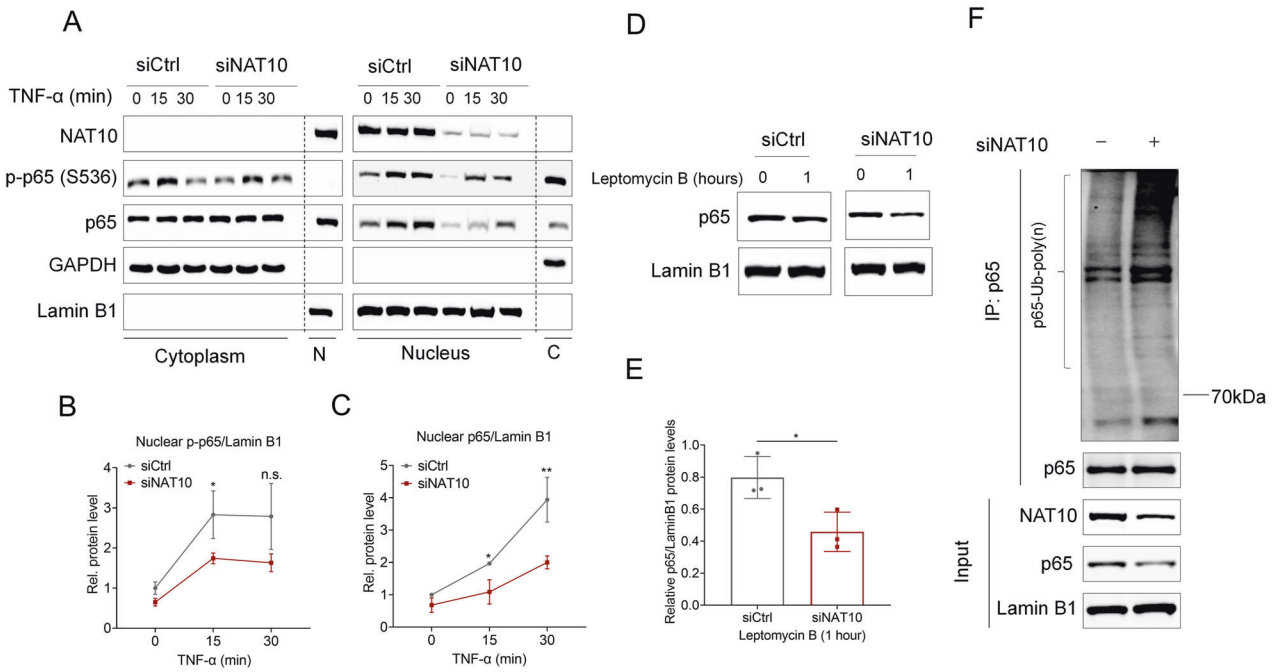 A
siCtrl siNAT10 siCtrl siNAT10
TNF-α (min) 0 15 30 0 15 30 0 15 30 0 15 30
NAT10
p-p65 (S536)
p65
GAPDH
Lamin B1
Cytoplasm N Nucleus C
B
Nuclear p-p65/Lamin B1
siCtrl
siNAT10
Rel. protein level
4
3
2
1
0
* n.s.
0 15 30
TNF-α (min)
C
Nuclear p65/Lamin B1
siCtrl
siNAT10
Rel. protein level
5
4
3
2
1
0
* **
0 15 30
TNF-α (min)
D
siCtrl siNAT10
Leptomycin B (hours) 0 1 0 1
p65
Lamin B1
E
Relative p65/LaminB1 protein levels
1.0
0.8
0.6
0.4
0.2
0.0
*
siCtrl siNAT10
Leptomycin B (1 hour)
F
siNAT10 − +
IP: p65
p65-Ub-poly(n)
70kDa
p65
Input
NAT10
p65
Lamin B1